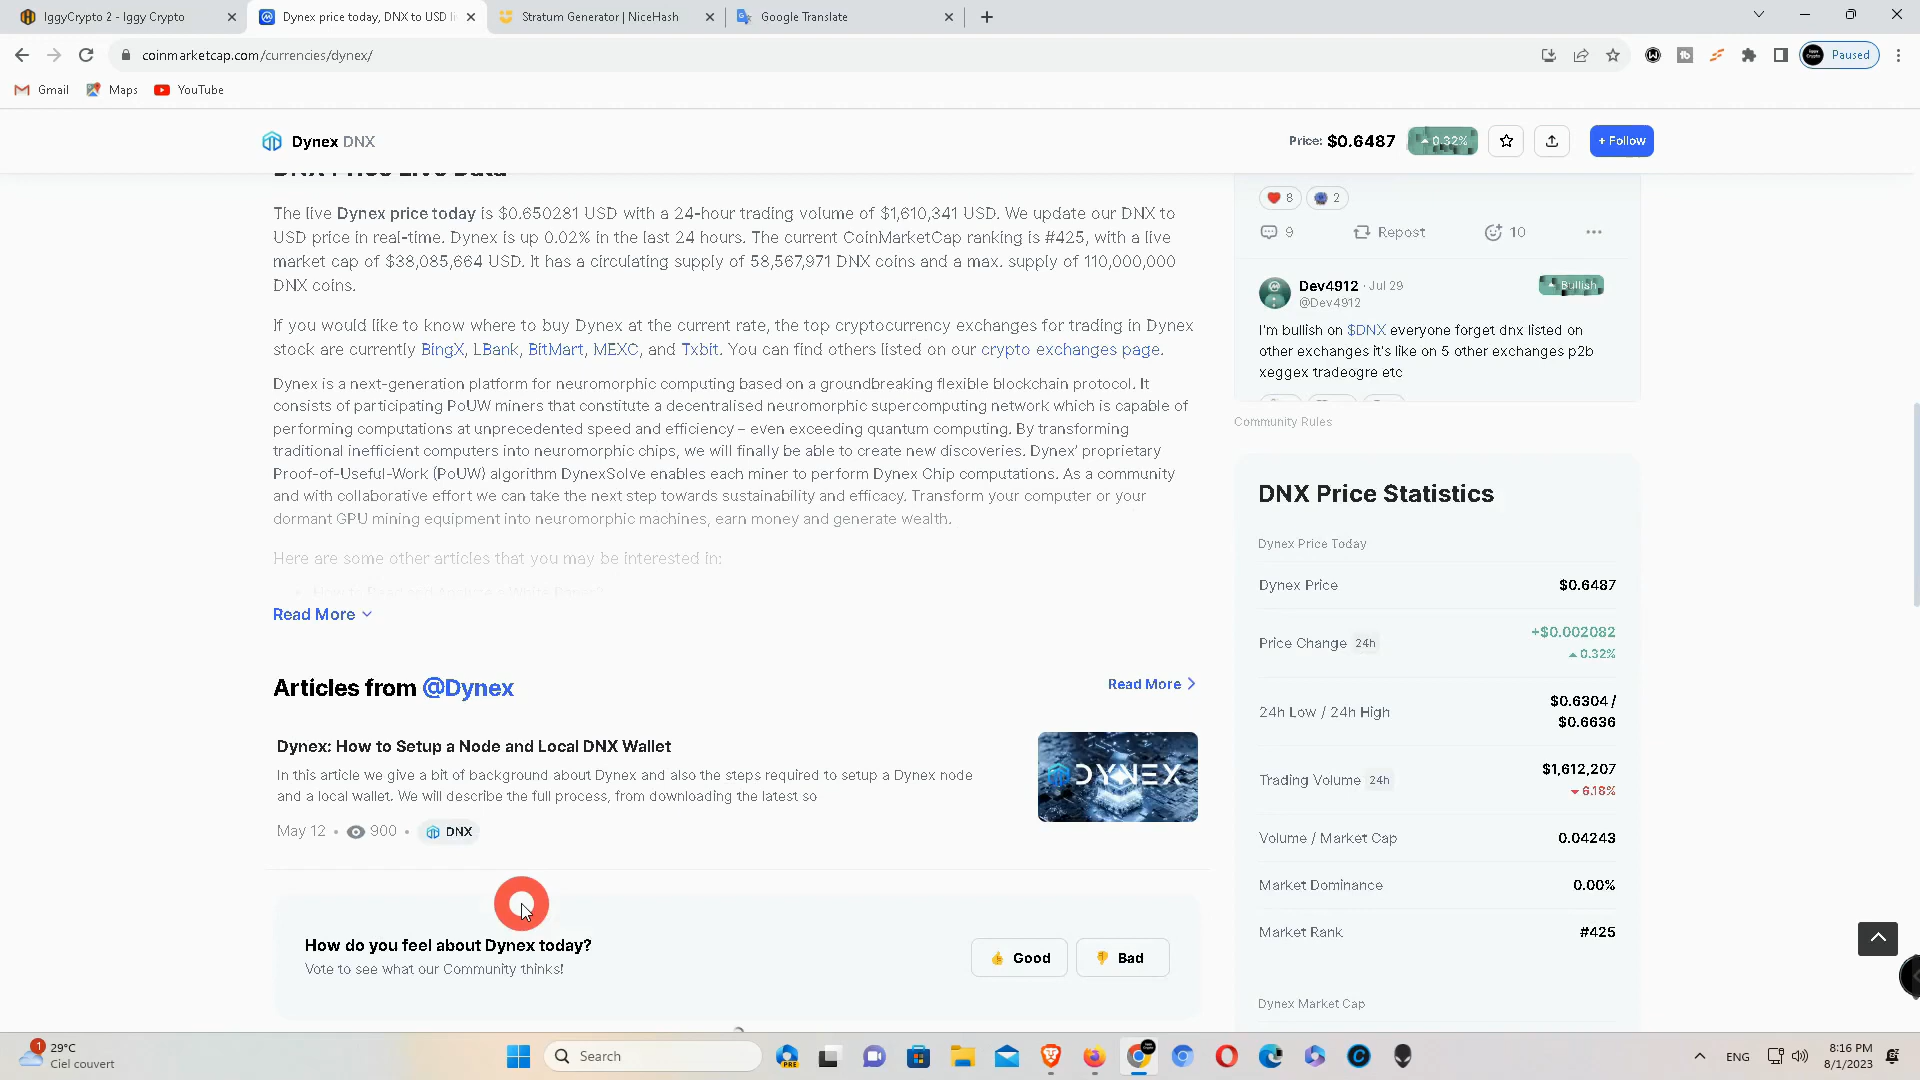 IggyCrypto 2 - Iggy Crypto
Dynex price today, DNX to USD li
Stratum Generator | NiceHash
Google Translate
coinmarketcap.com/currencies/dynex/
Paused
Gmail
Maps
YouTube
Dynex DNX
Price: $0.6487
0.32%
+ Follow
DNX Price Live Data
The live Dynex price today is $0.650281 USD with a 24-hour trading volume of $1,610,341 USD. We update our DNX to
USD price in real-time. Dynex is up 0.02% in the last 24 hours. The current CoinMarketCap ranking is #425, with a live
market cap of $38,085,664 USD. It has a circulating supply of 58,567,971 DNX coins and a max. supply of 110,000,000
DNX coins.
If you would like to know where to buy Dynex at the current rate, the top cryptocurrency exchanges for trading in Dynex
stock are currently BingX, LBank, BitMart, MEXC, and Txbit. You can find others listed on our crypto exchanges page.
Dynex is a next-generation platform for neuromorphic computing based on a groundbreaking flexible blockchain protocol. It
consists of participating PoUW miners that constitute a decentralised neuromorphic supercomputing network which is capable of
performing computations at unprecedented speed and efficiency – even exceeding quantum computing. By transforming
traditional inefficient computers into neuromorphic chips, we will finally be able to create new discoveries. Dynex' proprietary
Proof-of-Useful-Work (PoUW) algorithm DynexSolve enables each miner to perform Dynex Chip computations. As a community
and with collaborative effort we can take the next step towards sustainability and efficacy. Transform your computer or your
dormant GPU mining equipment into neuromorphic machines, earn money and generate wealth.
Here are some other articles that you may be interested in:
Read More
Articles from @Dynex
Read More
Dynex: How to Setup a Node and Local DNX Wallet
In this article we give a bit of background about Dynex and also the steps required to setup a Dynex node
and a local wallet. We will describe the full process, from downloading the latest so
May 12 • 900 • DNX
DYNEX
How do you feel about Dynex today?
Vote to see what our Community thinks!
Good
Bad
8
2
9
Repost
10
Dev4912 · Jul 29
@Dev4912
Bullish
I'm bullish on $DNX everyone forget dnx listed on
other exchanges it's like on 5 other exchanges p2b
xeggex tradeogre etc
Community Rules
DNX Price Statistics
Dynex Price Today
Dynex Price
$0.6487
Price Change 24h
+$0.002082
0.32%
24h Low / 24h High
$0.6304 /
$0.6636
Trading Volume 24h
$1,612,207
6.18%
Volume / Market Cap
0.04243
Market Dominance
0.00%
Market Rank
#425
Dynex Market Cap
1
29°C
Ciel couvert
Search
PRE
ENG
8:16 PM
8/1/2023